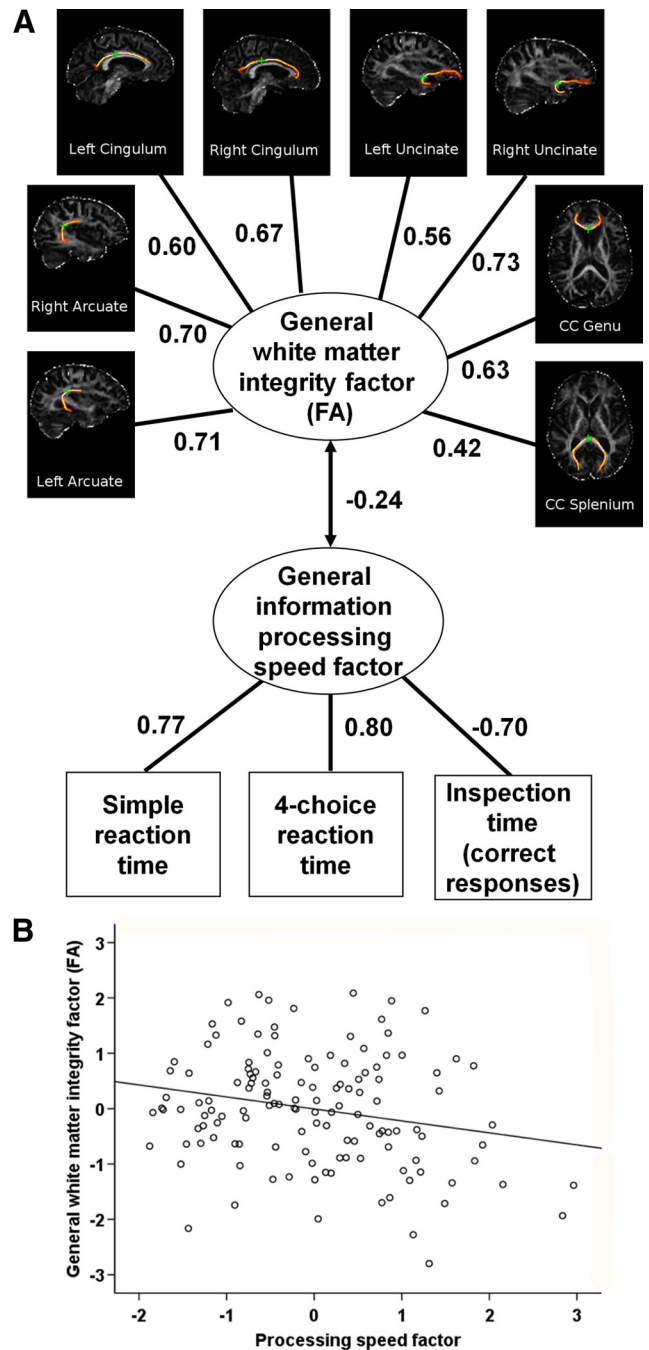 A
Left Cingulum
Right Cingulum
Left Uncinate
Right Uncinate
Right Arcuate
CC Genu
Left Arcuate
CC Splenium
0.60
0.67
0.56
0.73
0.70
0.63
0.71
0.42
General
white matter
integrity factor
(FA)
-0.24
General
information
processing
speed factor
0.77
0.80
-0.70
Simple
reaction
time
4-choice
reaction
time
Inspection
time
(correct
responses)
B
General white matter integrity factor (FA)
3
2
1
0
-1
-2
-3
-2
-1
0
1
2
3
Processing speed factor